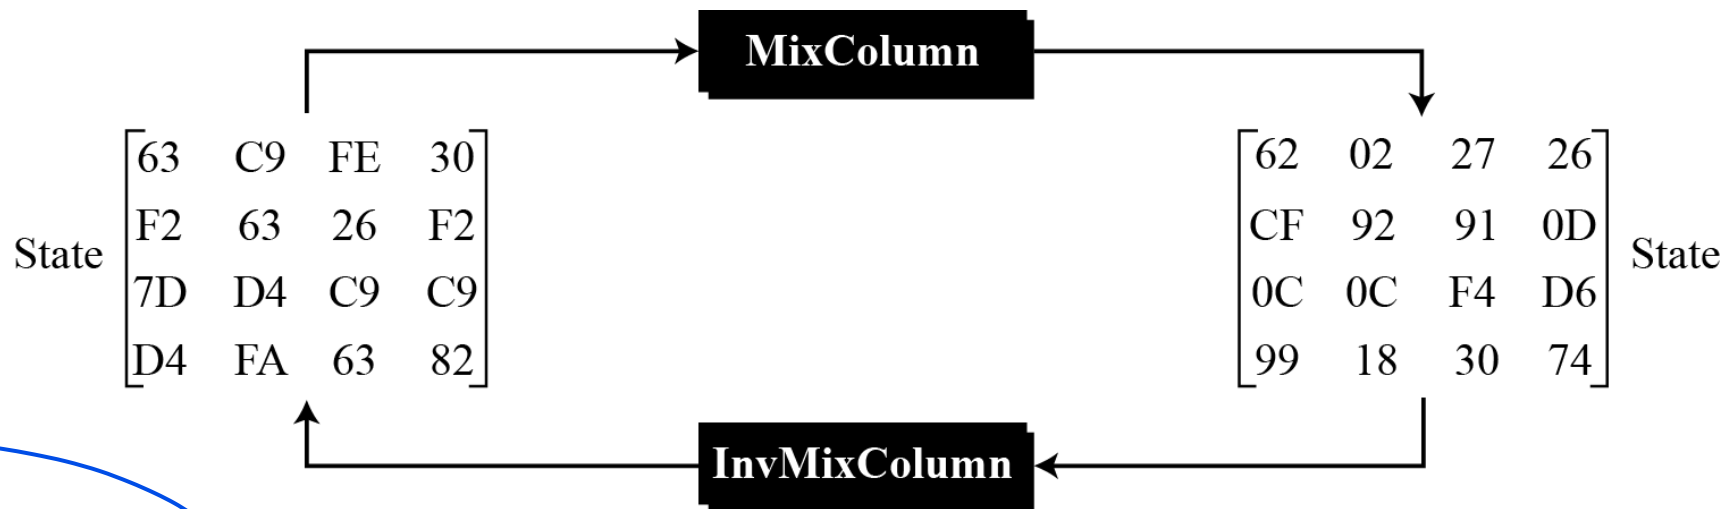 MixColumn
63 C9 FE 30
62 02 27 26
F2 63 26 F2
CF 92 91 0D
State
State
7D D4 C9 C9
0C 0C F4 D6
D4 FA 63 82
99 18 30 74
InvMixColumn